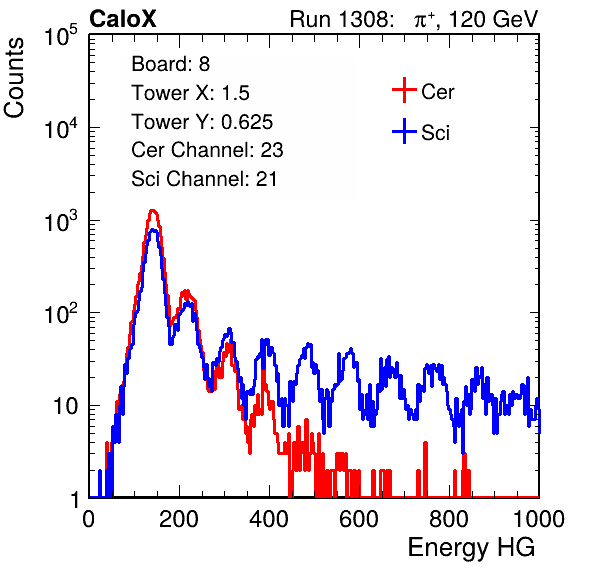 CaloX Run 1308: π⁺, 120 GeV
Counts
10⁵
10⁴
10³
10²
10
1
Board: 8
Tower X: 1.5
Tower Y: 0.625
Cer Channel: 23
Sci Channel: 21
Cer
Sci
0 200 400 600 800 1000
Energy HG